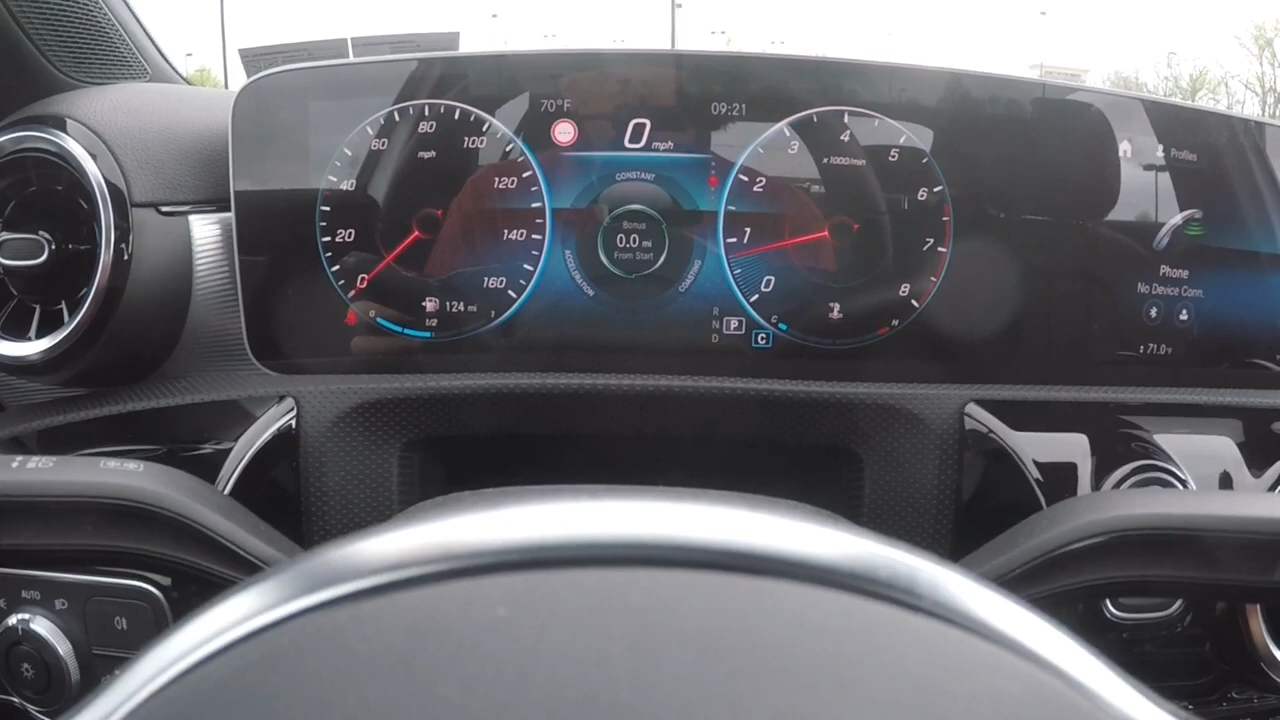 70°F
09:21
0 mph
0
20
40
60
80
100
120
140
160
mph
124 mi
0
1/2
1
CONSTANT
Bonus
0.0 mi
From Start
ACCELERATION
COASTING
R
N P
D
C
0
1
2
3
4
5
6
7
8
x1000/min
C
H
Profiles
Phone
No Device Conn.
71.0°F
AUTO